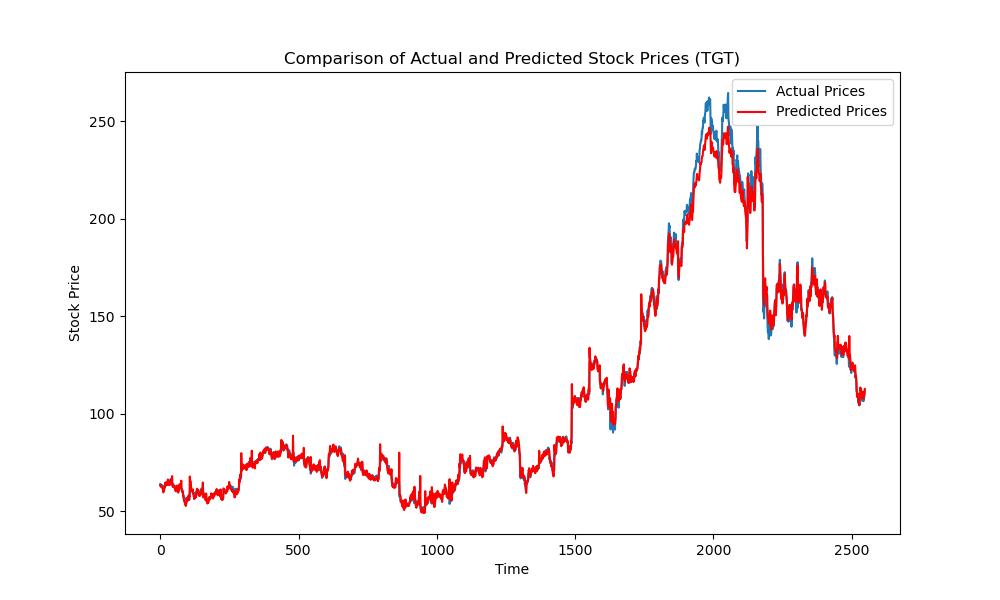 Comparison of Actual and Predicted Stock Prices (TGT)
Actual Prices
Predicted Prices
250
200
150
100
50
Stock Price
0
500
1000
1500
2000
2500
Time